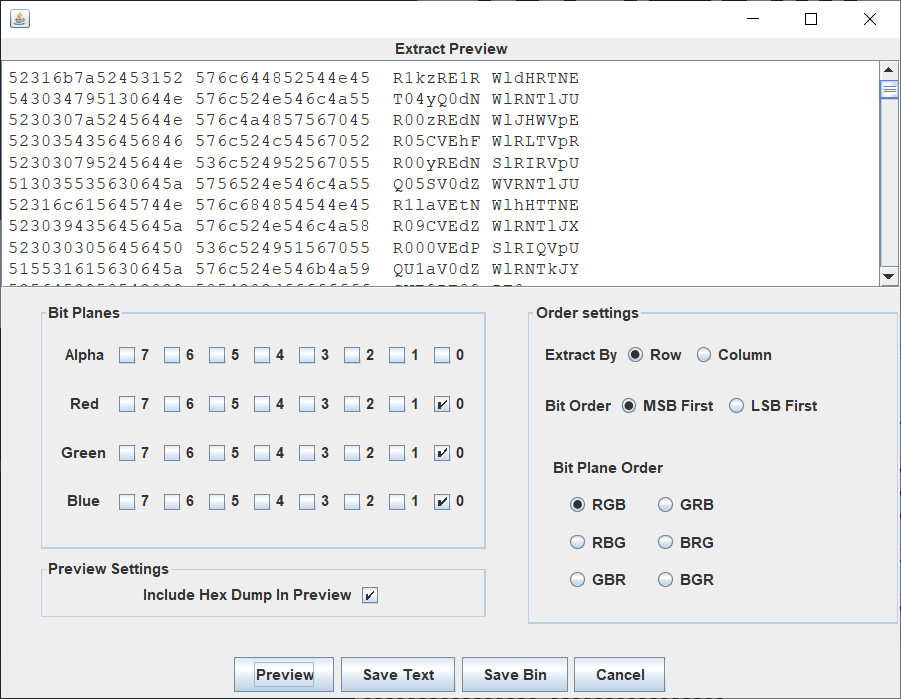 Extract Preview
52316b7a52453152 576c644852544e45 R1kzRE1R WldHRTNE
543034795130644e 576c524e546c4a55 T04yQ0dN WlRNTlJU
5230307a5245644e 576c4a4857567045 R00zREdN WlJHWVpE
5230354356456846 576c524c54567052 R05CVEhF WlRLTVpR
523030795245644e 536c524952567055 R00yREdN SlRIRVpU
513035535630645a 5756524e546c4a55 Q05SV0dZ WVRNTlJU
52316c615645744e 576c684854544e45 R1laVEtN WlhHTTNE
523039435645645a 576c524e546c4a58 R09CVEdZ WlRNTlJX
5230303056456450 536c524951567055 R000VEdP SlRIQVpU
515531615630645a 576c524e546b4a59 QU1aV0dZ WlRNTkJY
Bit Planes
Alpha 7 6 5 4 3 2 1 0
Red 7 6 5 4 3 2 1 0
Green 7 6 5 4 3 2 1 0
Blue 7 6 5 4 3 2 1 0
Preview Settings
Include Hex Dump In Preview
Order settings
Extract By Row Column
Bit Order MSB First LSB First
Bit Plane Order
RGB GRB
RBG BRG
GBR BGR
Preview Save Text Save Bin Cancel